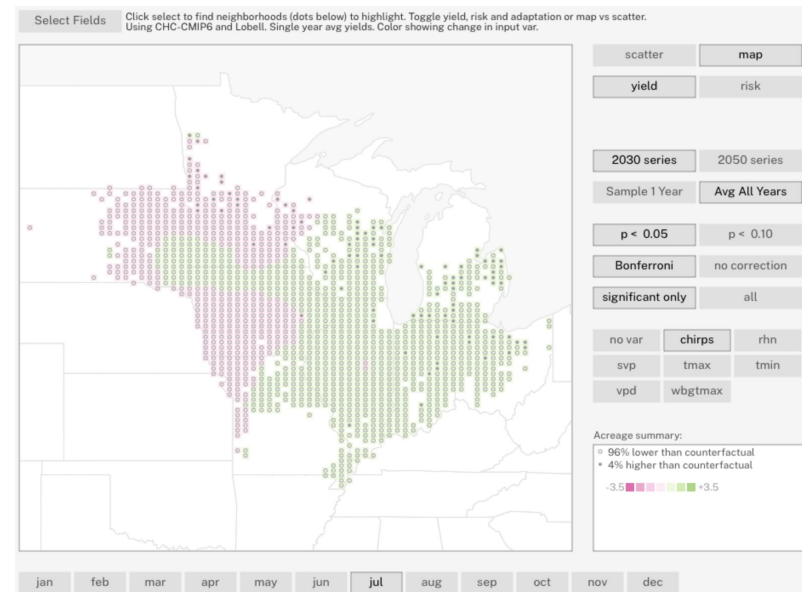 Select Fields
Click select to find neighborhoods (dots below) to highlight. Toggle yield, risk and adaptation or map vs scatter.
Using CHC-CMIP6 and Lobell. Single year avg yields. Color showing change in input var.
scatter map
yield risk
2030 series 2050 series
Sample 1 Year Avg All Years
p < 0.05 p < 0.10
Bonferroni no correction
significant only all
no var chirps rhn
svp tmax tmin
vpd wbgtmax
Acreage summary:
96% lower than counterfactual
4% higher than counterfactual
-3.5 +3.5
jan feb mar apr may jun jul aug sep oct nov dec